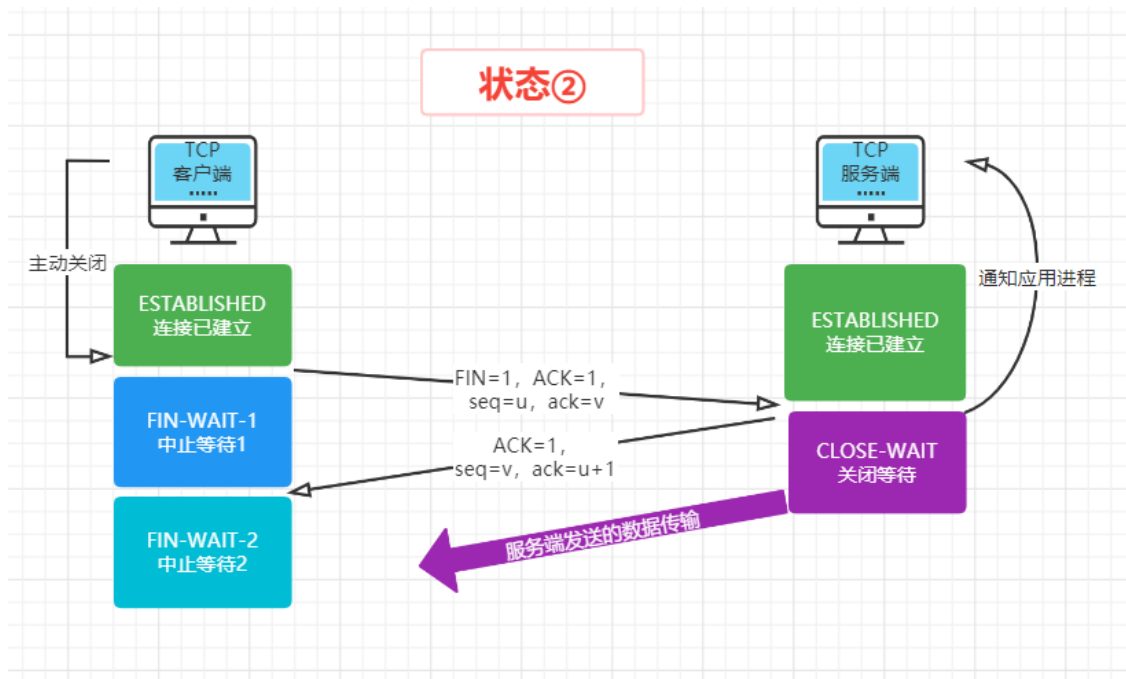 状态②
TCP
客户端
TCP
服务端
主动关闭
通知应用进程
ESTABLISHED
连接已建立
ESTABLISHED
连接已建立
FIN=1，ACK=1，
seq=u，ack=v
FIN-WAIT-1
中止等待1
CLOSE-WAIT
关闭等待
ACK=1，
seq=v，ack=u+1
服务端发送的数据传输
FIN-WAIT-2
中止等待2